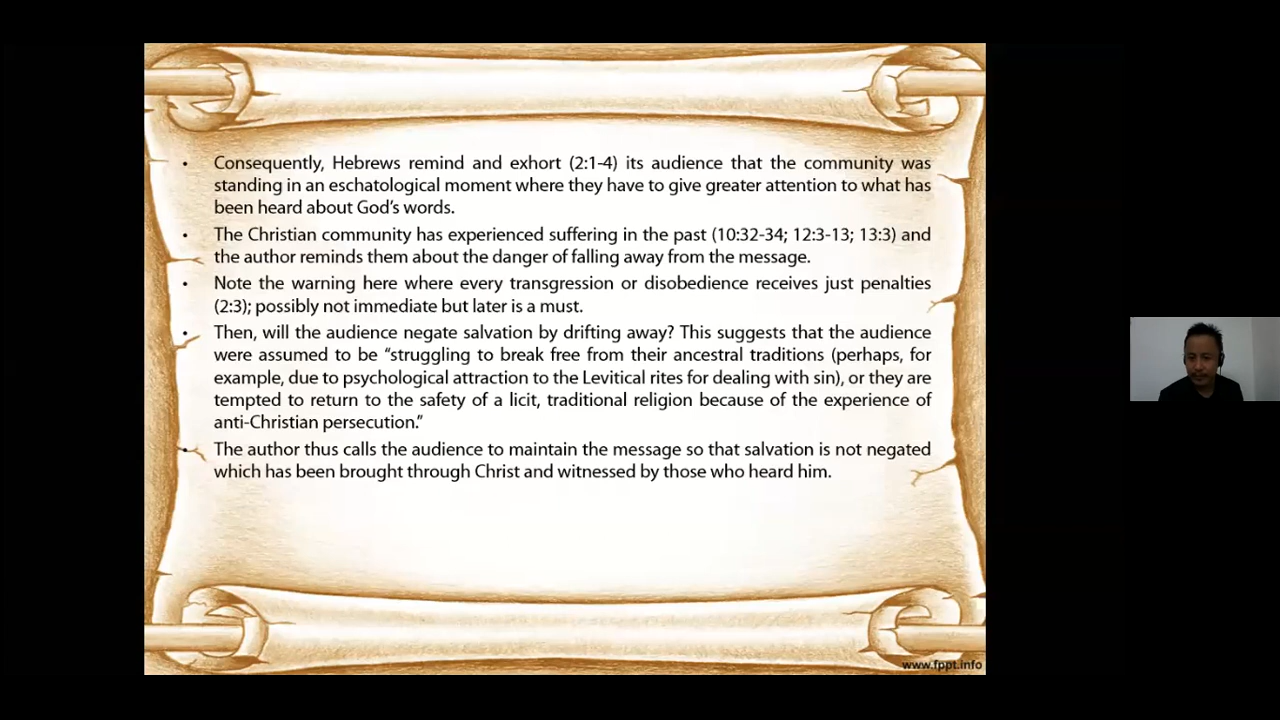 • Consequently, Hebrews remind and exhort (2:1-4) its audience that the community was
standing in an eschatological moment where they have to give greater attention to what has
been heard about God's words.
• The Christian community has experienced suffering in the past (10:32-34; 12:3-13; 13:3) and
the author reminds them about the danger of falling away from the message.
• Note the warning here where every transgression or disobedience receives just penalties
(2:3); possibly not immediate but later is a must.
• Then, will the audience negate salvation by drifting away? This suggests that the audience
were assumed to be “struggling to break free from their ancestral traditions (perhaps, for
example, due to psychological attraction to the Levitical rites for dealing with sin), or they are
tempted to return to the safety of a licit, traditional religion because of the experience of
anti-Christian persecution.”
• The author thus calls the audience to maintain the message so that salvation is not negated
which has been brought through Christ and witnessed by those who heard him.
www.fppt.info